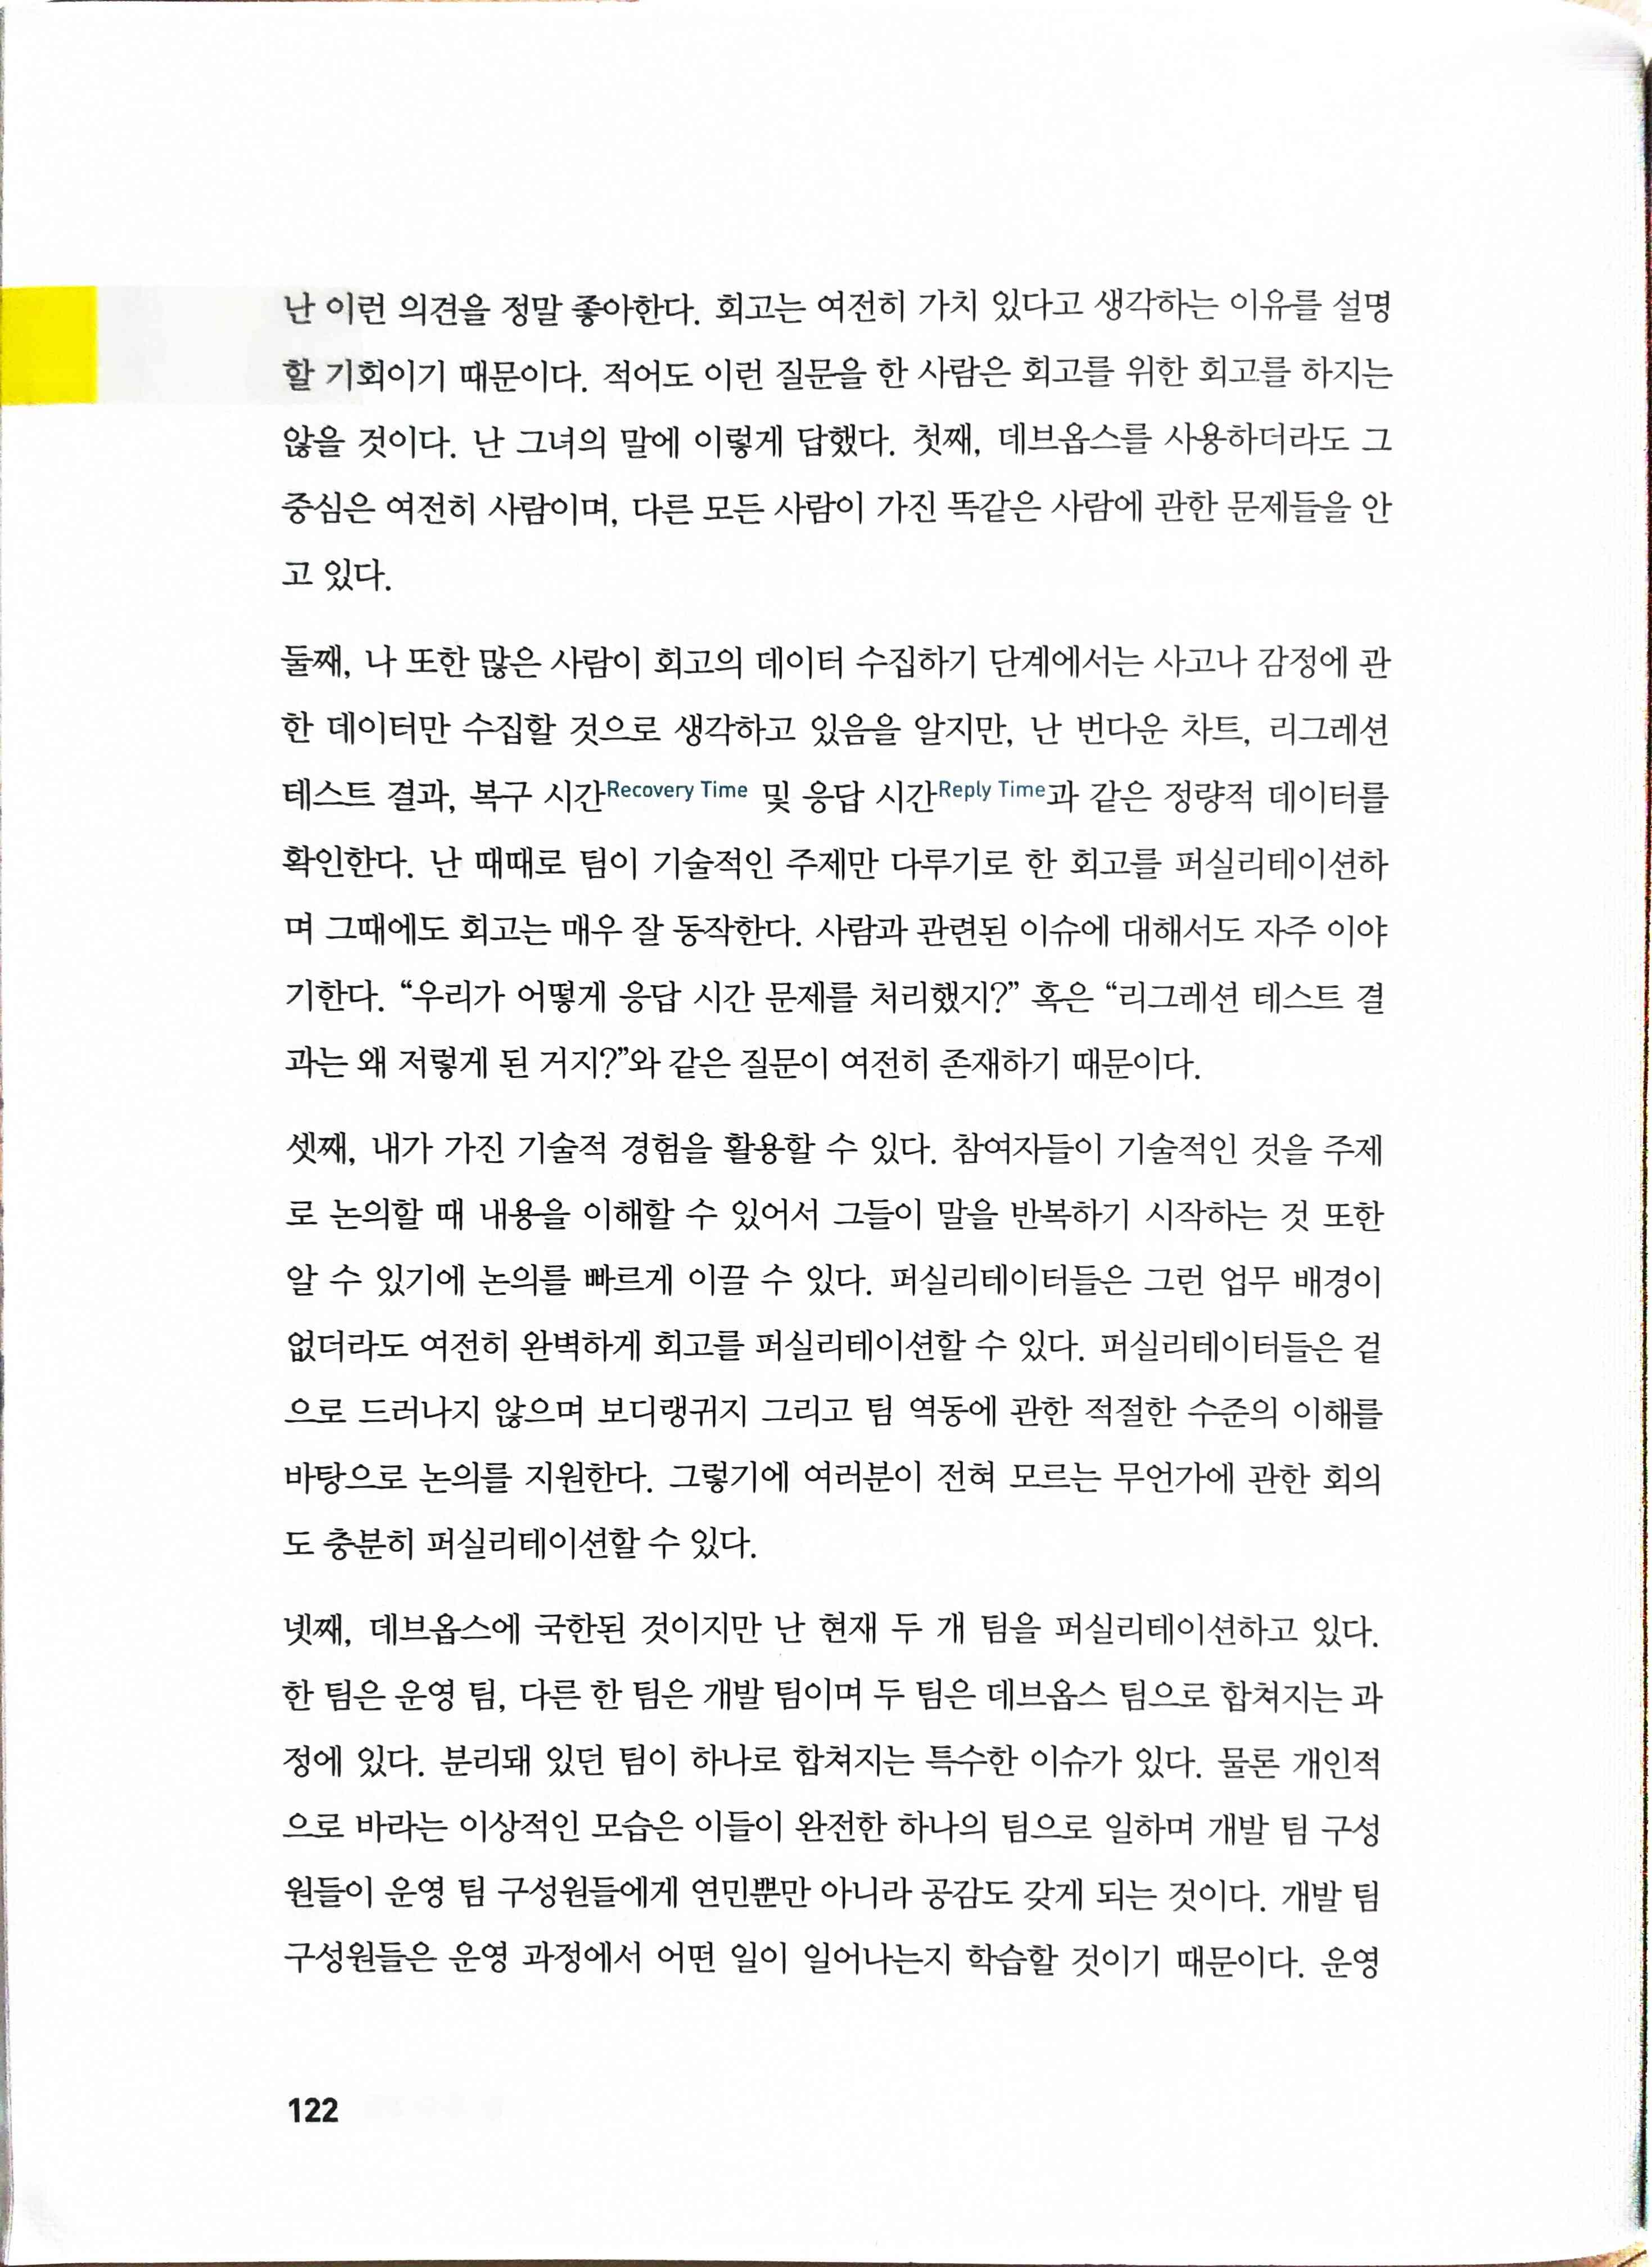 난 이런 의견을 정말 좋아한다. 회고는 여전히 가치 있다고 생각하는 이유를 설명
할 기회이기 때문이다. 적어도 이런 질문을 한 사람은 회고를 위한 회고를 하지는
않을 것이다. 난 그녀의 말에 이렇게 답했다. 첫째, 데브옵스를 사용하더라도 그
중심은 여전히 사람이며, 다른 모든 사람이 가진 똑같은 사람에 관한 문제들을 안
고 있다.
둘째, 나 또한 많은 사람이 회고의 데이터 수집하기 단계에서는 사고나 감정에 관
한 데이터만 수집할 것으로 생각하고 있음을 알지만, 난 번다운 차트, 리그레션
테스트 결과, 복구 시간Recovery Time 및 응답 시간Reply Time과 같은 정량적 데이터를
확인한다. 난 때때로 팀이 기술적인 주제만 다루기로 한 회고를 퍼실리테이션하
며 그때에도 회고는 매우 잘 동작한다. 사람과 관련된 이슈에 대해서도 자주 이야
기한다. “우리가 어떻게 응답 시간 문제를 처리했지?” 혹은 “리그레션 테스트 결
과는 왜 저렇게 된 거지?”와 같은 질문이 여전히 존재하기 때문이다.
셋째, 내가 가진 기술적 경험을 활용할 수 있다. 참여자들이 기술적인 것을 주제
로 논의할 때 내용을 이해할 수 있어서 그들이 말을 반복하기 시작하는 것 또한
알 수 있기에 논의를 빠르게 이끌 수 있다. 퍼실리테이터들은 그런 업무 배경이
없더라도 여전히 완벽하게 회고를 퍼실리테이션할 수 있다. 퍼실리테이터들은 겉
으로 드러나지 않으며 보디랭귀지 그리고 팀 역동에 관한 적절한 수준의 이해를
바탕으로 논의를 지원한다. 그렇기에 여러분이 전혀 모르는 무언가에 관한 회의
도 충분히 퍼실리테이션할 수 있다.
넷째, 데브옵스에 국한된 것이지만 난 현재 두 개 팀을 퍼실리테이션하고 있다.
한 팀은 운영 팀, 다른 한 팀은 개발 팀이며 두 팀은 데브옵스 팀으로 합쳐지는 과
정에 있다. 분리돼 있던 팀이 하나로 합쳐지는 특수한 이슈가 있다. 물론 개인적
으로 바라는 이상적인 모습은 이들이 완전한 하나의 팀으로 일하며 개발 팀 구성
원들이 운영 팀 구성원들에게 연민뿐만 아니라 공감도 갖게 되는 것이다. 개발 팀
구성원들은 운영 과정에서 어떤 일이 일어나는지 학습할 것이기 때문이다. 운영
122